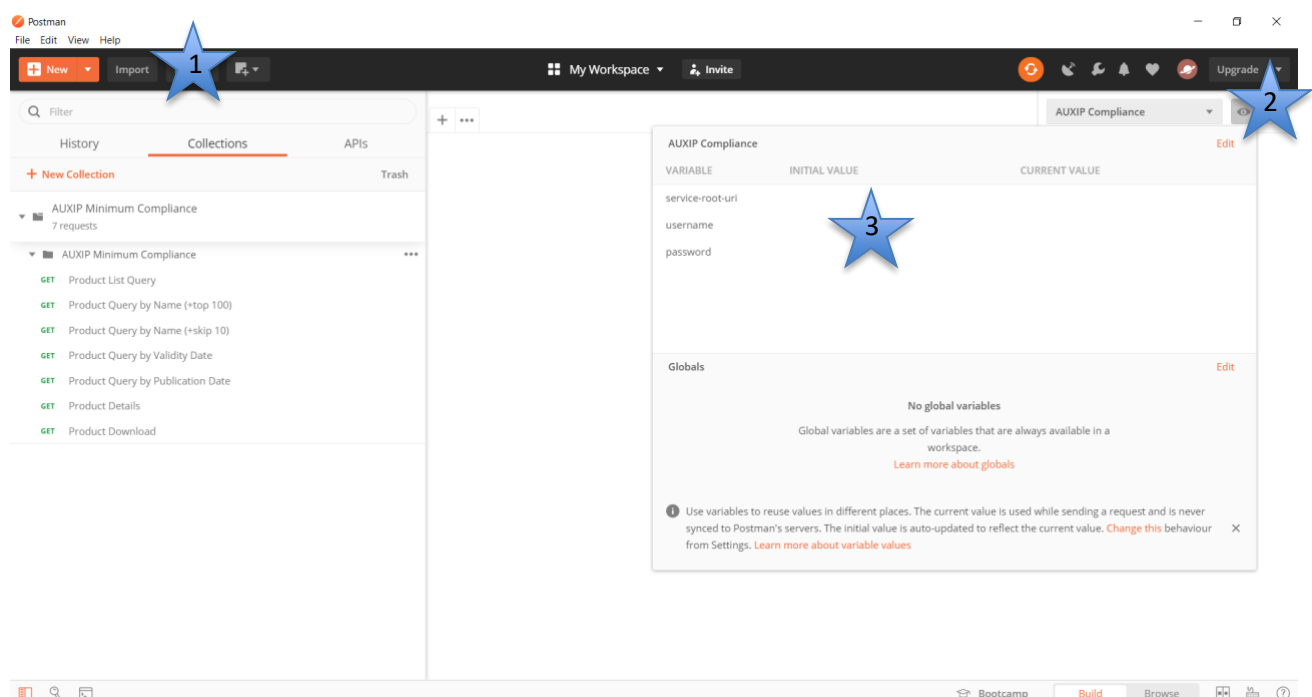 Postman
File Edit View Help
New
Import
1
My Workspace
Invite
Upgrade
2
Filter
AUXIP Compliance
History Collections APIs
+ New Collection Trash
AUXIP Minimum Compliance
7 requests
AUXIP Minimum Compliance
GET Product List Query
GET Product Query by Name (+top 100)
GET Product Query by Name (+skip 10)
GET Product Query by Validity Date
GET Product Query by Publication Date
GET Product Details
GET Product Download
AUXIP Compliance Edit
VARIABLE INITIAL VALUE CURRENT VALUE
service-root-uri
username
password
3
Globals Edit
No global variables
Global variables are a set of variables that are always available in a
workspace.
Learn more about globals
Use variables to reuse values in different places. The current value is used while sending a request and is never
synced to Postman's servers. The initial value is auto-updated to reflect the current value. Change this behaviour
from Settings. Learn more about variable values
Bootcamp Build Browse